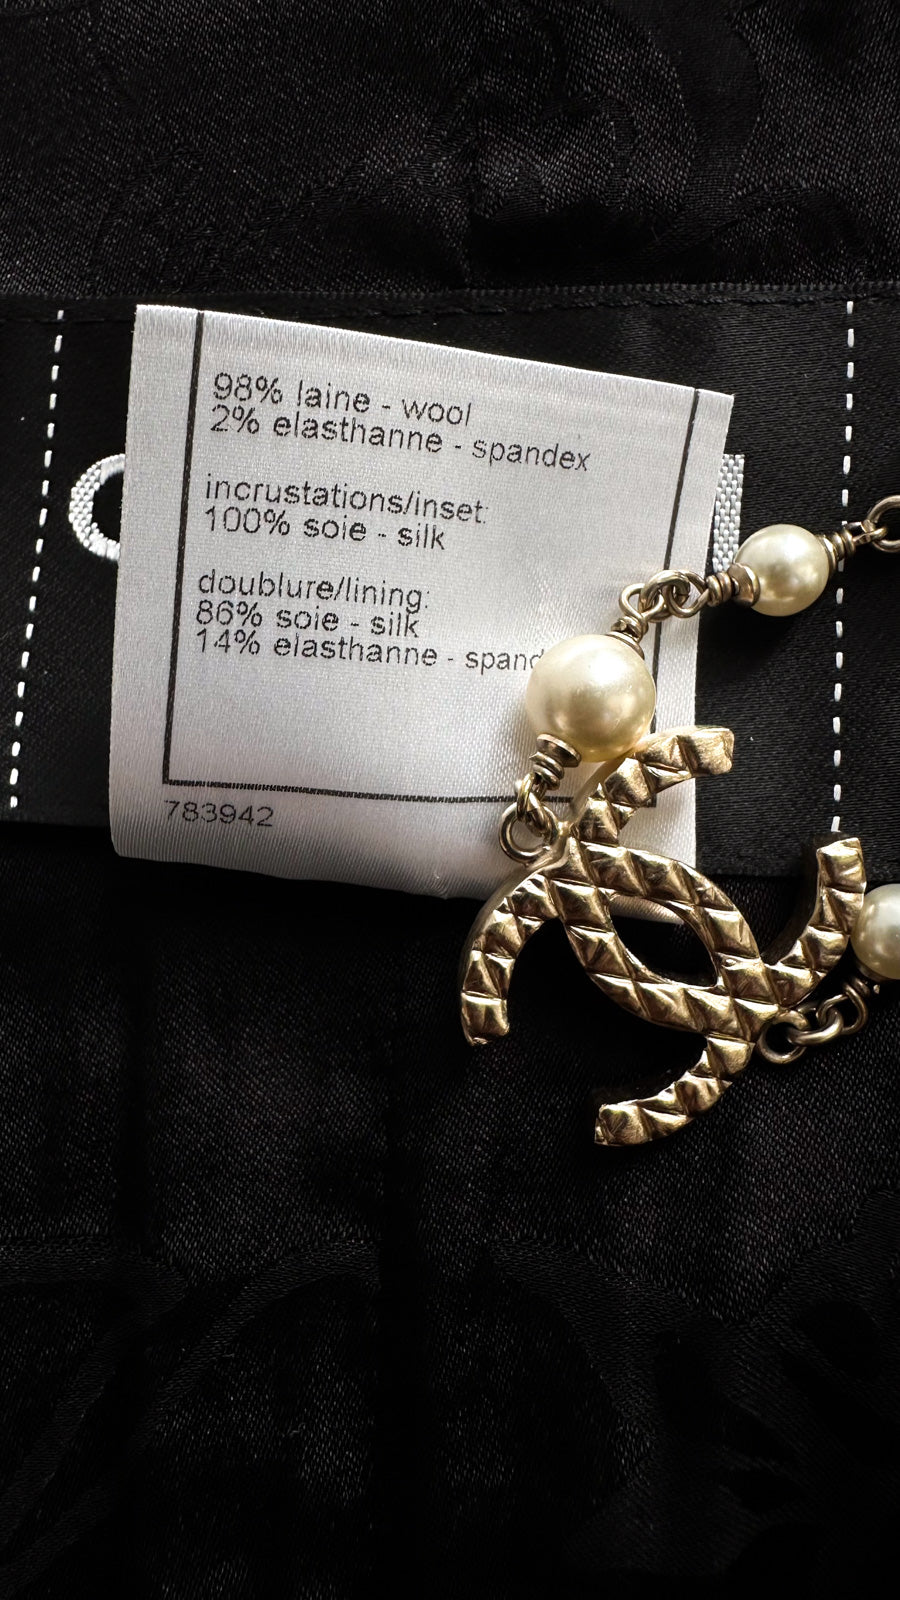 98% laine - wool
2% elasthanne - spandex
incrustations/inset:
100% soie - silk
doublure/lining:
86% soie - silk
14% elasthanne - spand
783942